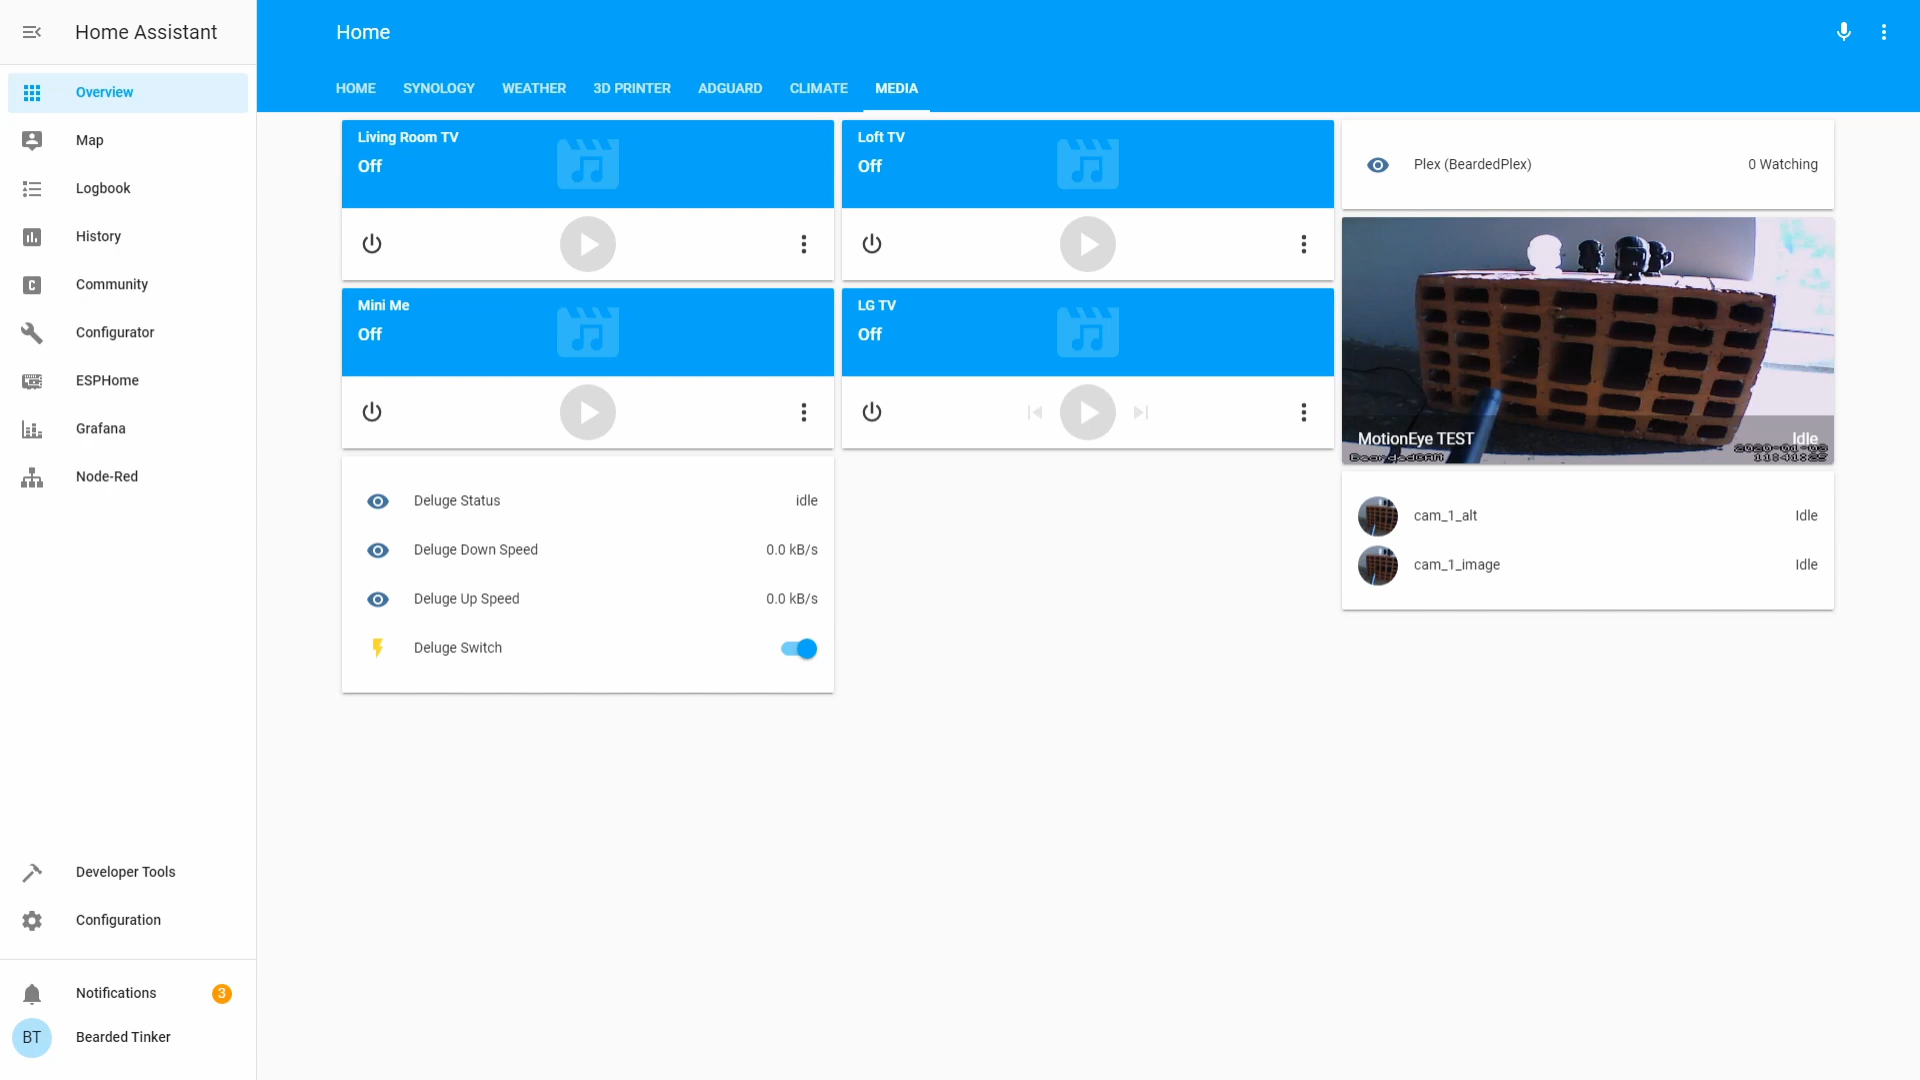 Home Assistant
Overview
Map
Logbook
History
Community
Configurator
ESPHome
Grafana
Node-Red
Developer Tools
Configuration
Notifications 3
BT Bearded Tinker
Home
HOME SYNOLOGY WEATHER 3D PRINTER ADGUARD CLIMATE MEDIA
Living Room TV
Off
Loft TV
Off
Mini Me
Off
LG TV
Off
Deluge Status idle
Deluge Down Speed 0.0 kB/s
Deluge Up Speed 0.0 kB/s
Deluge Switch
Plex (BeardedPlex) 0 Watching
MotionEye TEST Idle
BeardedCAM
cam_1_alt Idle
cam_1_image Idle